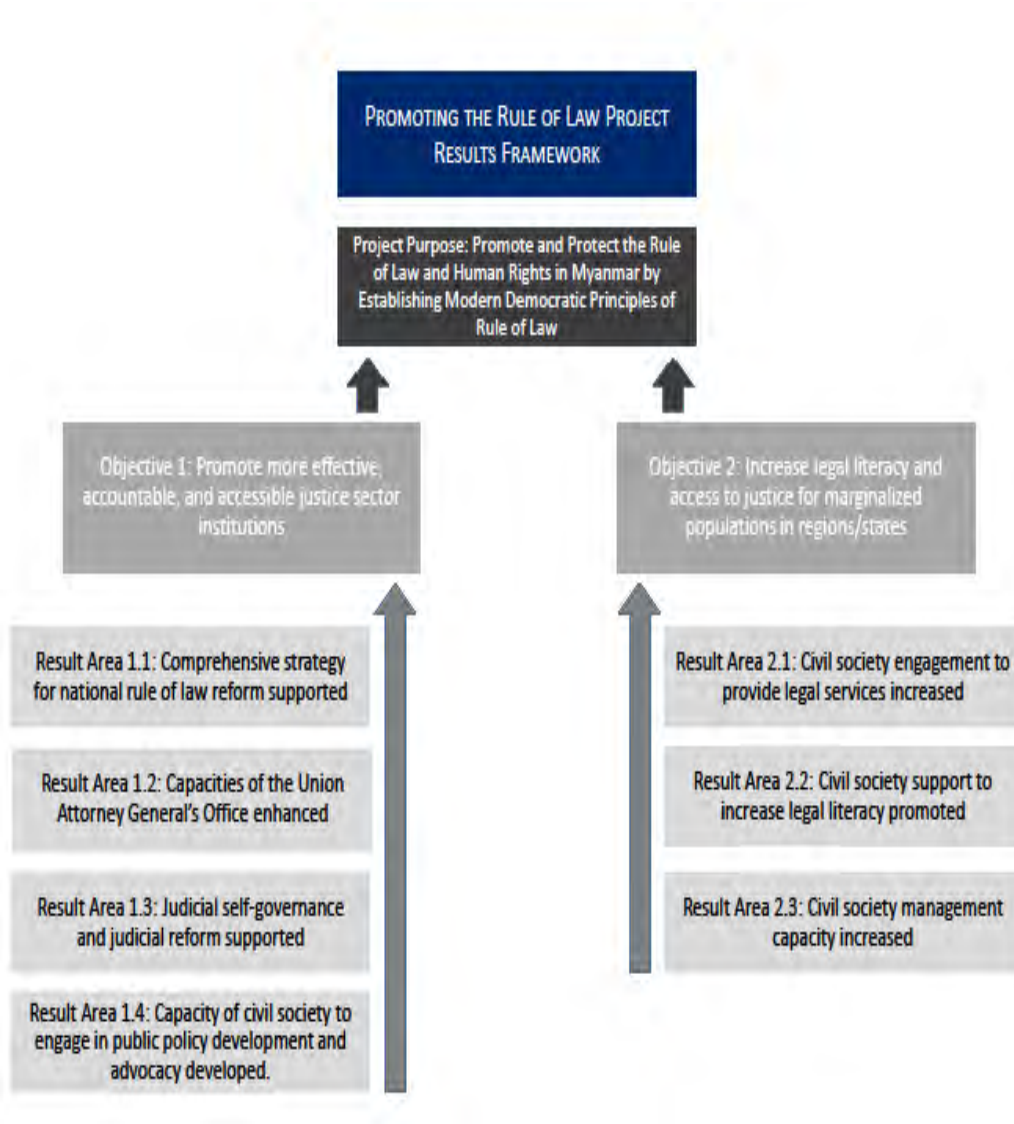 PROMOTING THE RULE OF LAW PROJECT
RESULTS FRAMEWORK
Project Purpose: Promote and Protect the Rule
of Law and Human Rights in Myanmar by
Establishing Modern Democratic Principles of
Rule of Law
Objective 1: Promote more effective,
accountable, and accessible justice sector
institutions
Objective 2: Increase legal literacy and
access to justice for marginalized
populations in regions/states
Result Area 1.1: Comprehensive strategy
for national rule of law reform supported
Result Area 1.2: Capacities of the Union
Attorney General's Office enhanced
Result Area 1.3: Judicial self-governance
and judicial reform supported
Result Area 1.4: Capacity of civil society to
engage in public policy development and
advocacy developed.
Result Area 2.1: Civil society engagement to
provide legal services increased
Result Area 2.2: Civil society support to
increase legal literacy promoted
Result Area 2.3: Civil society management
capacity increased